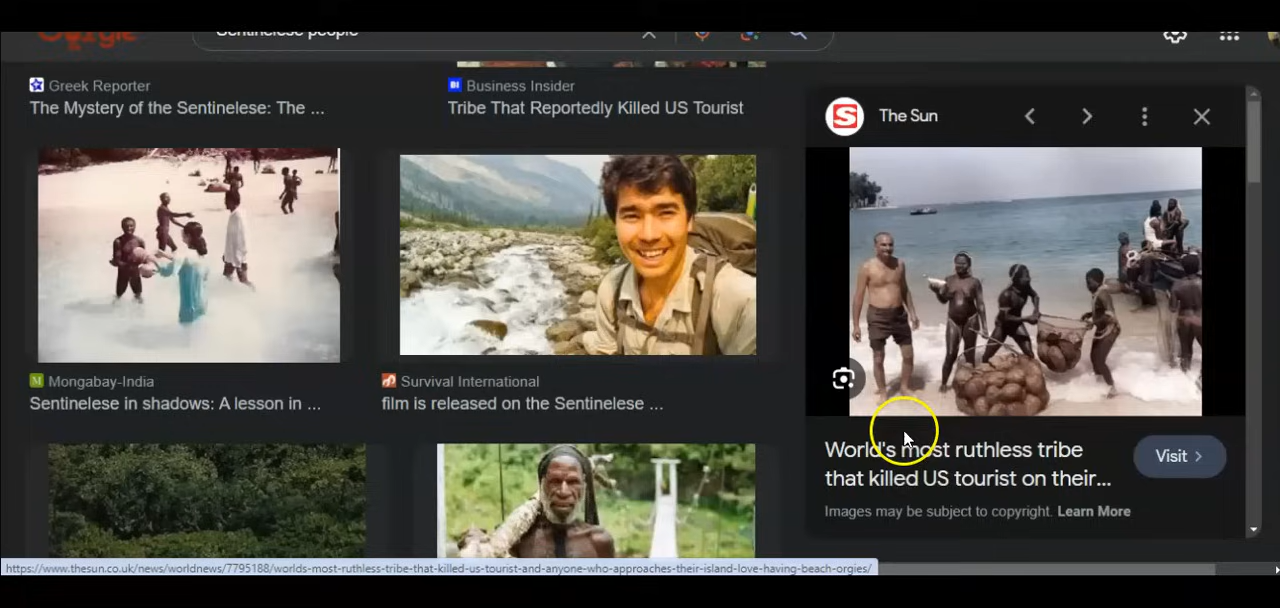 Sentinelese people
Greek Reporter
The Mystery of the Sentinelese: The ...
Business Insider
Tribe That Reportedly Killed US Tourist
The Sun
Mongabay-India
Sentinelese in shadows: A lesson in ...
Survival International
film is released on the Sentinelese ...
World's most ruthless tribe
that killed US tourist on their...
Visit
Images may be subject to copyright. Learn More
https://www.thesun.co.uk/news/worldnews/7795188/worlds-most-ruthless-tribe-that-killed-us-tourist-and-anyone-who-approaches-their-island-love-having-beach-orgies/